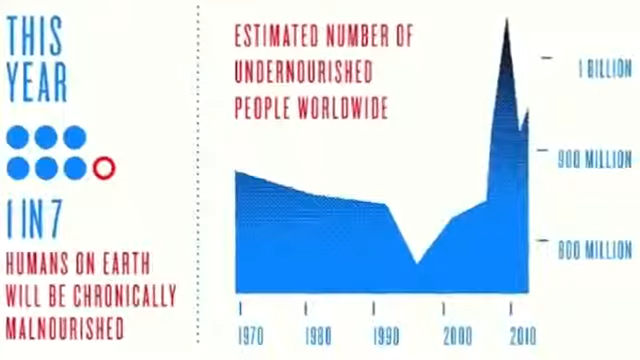 THIS
YEAR
1 IN 7
HUMANS ON EARTH
WILL BE CHRONICALLY
MALNOURISHED
ESTIMATED NUMBER OF
UNDERNOURISHED
PEOPLE WORLDWIDE
1 BILLION
900 MILLION
800 MILLION
1970 1980 1990 2000 2010